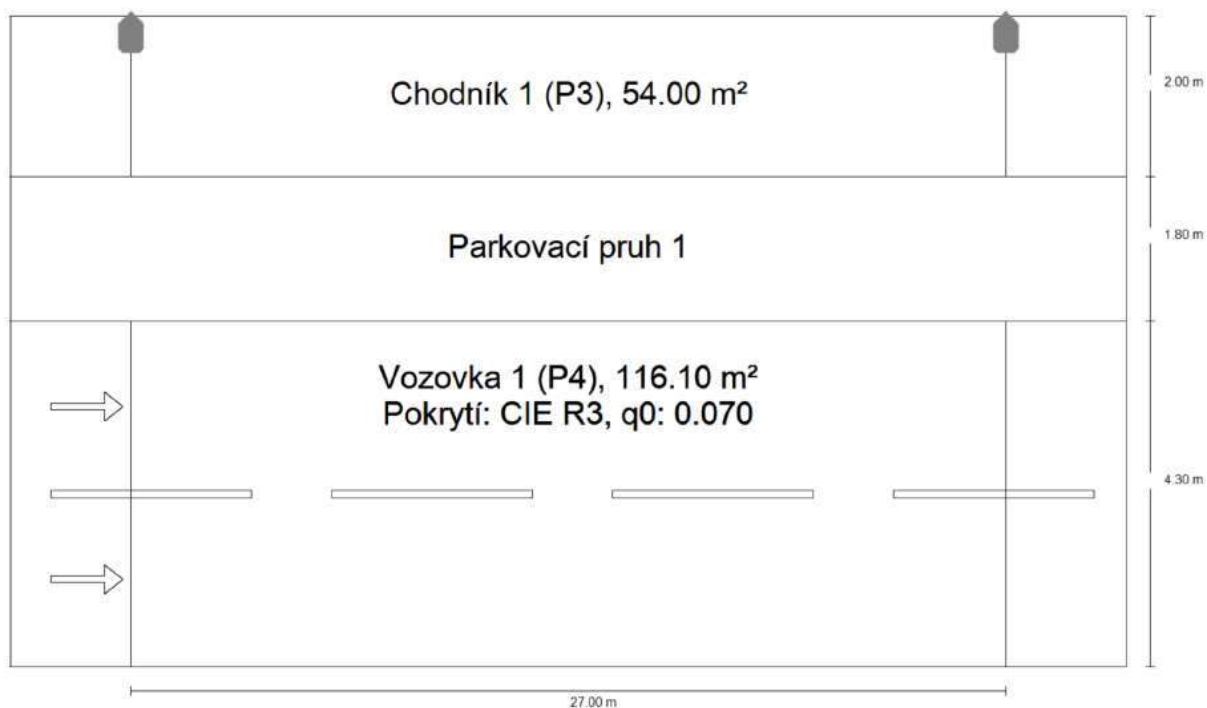 Chodník 1 (P3), 54.00 m²
2.00 m
Parkovací pruh 1
1.80 m
Vozovka 1 (P4), 116.10 m²
Pokrytí: CIE R3, q0: 0.070
4.30 m
27.00 m